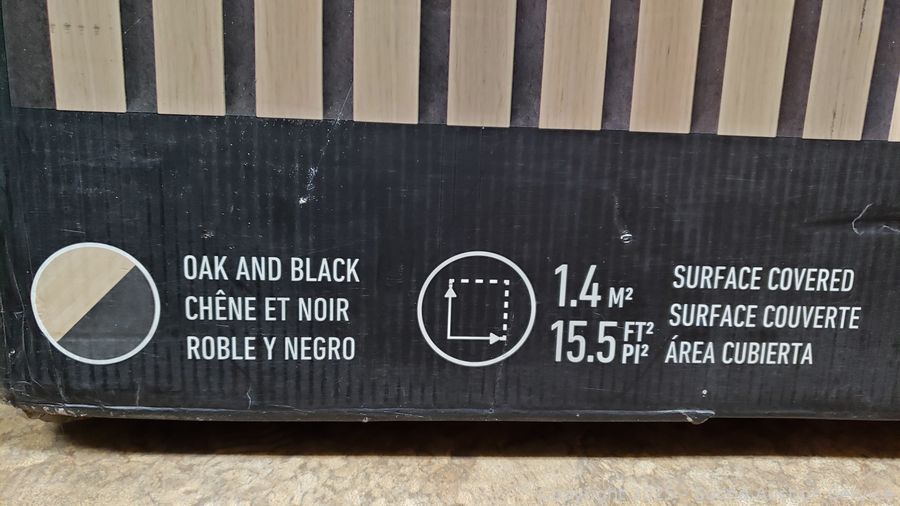 OAK AND BLACK
CHÊNE ET NOIR
ROBLE Y NEGRO
1.4 M²
15.5 FT² PI²
SURFACE COVERED
SURFACE COUVERTE
ÁREA CUBIERTA